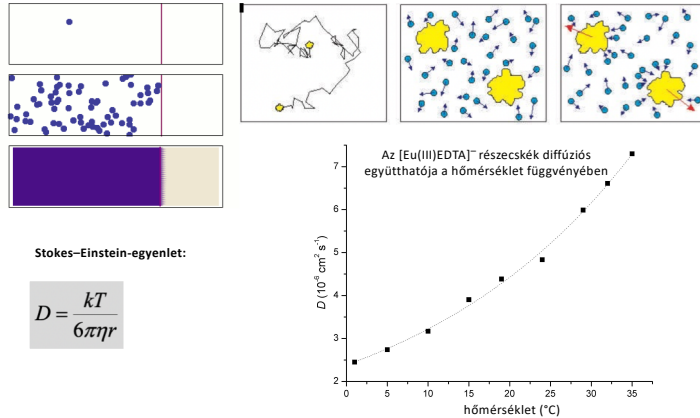 Az [Eu(III)EDTA]⁻ részecskék diffúziós
együtthatója a hőmérséklet függvényében
Stokes–Einstein-egyenlet:
D = kT / 6πηr
D (10⁻⁶ cm² s⁻¹)
7
6
5
4
3
2
0 5 10 15 20 25 30 35
hőmérséklet (°C)